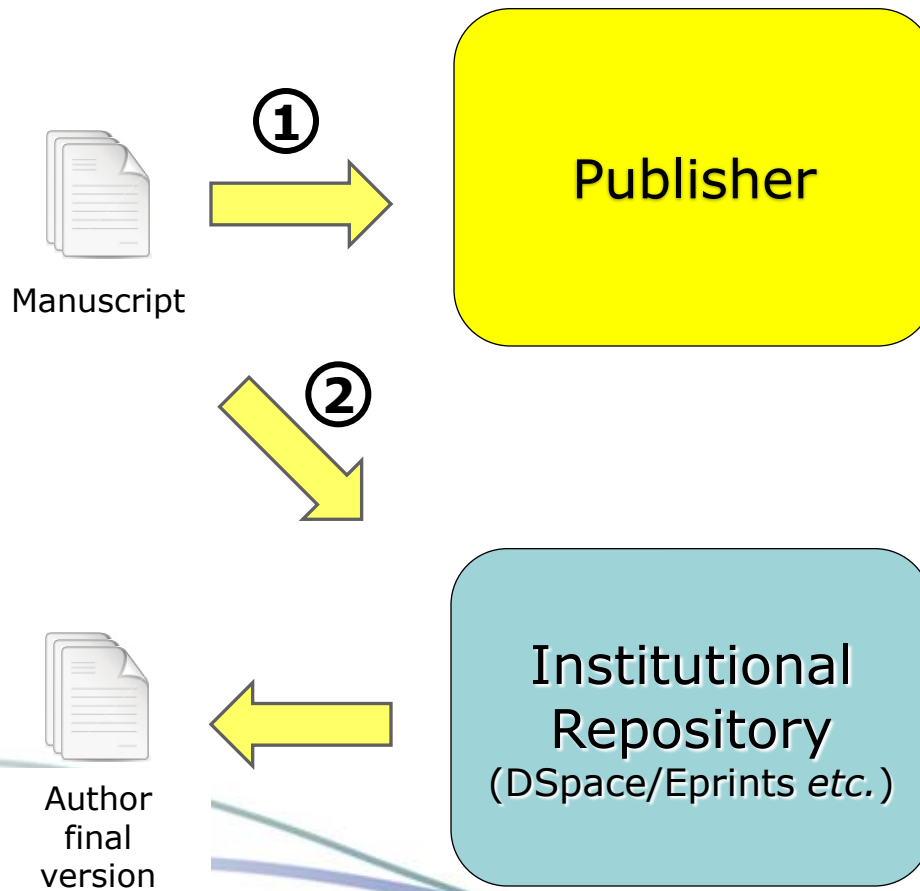 ①
Publisher
Manuscript
②
Institutional
Repository
(DSpace/Eprints etc.)
Author
final
version